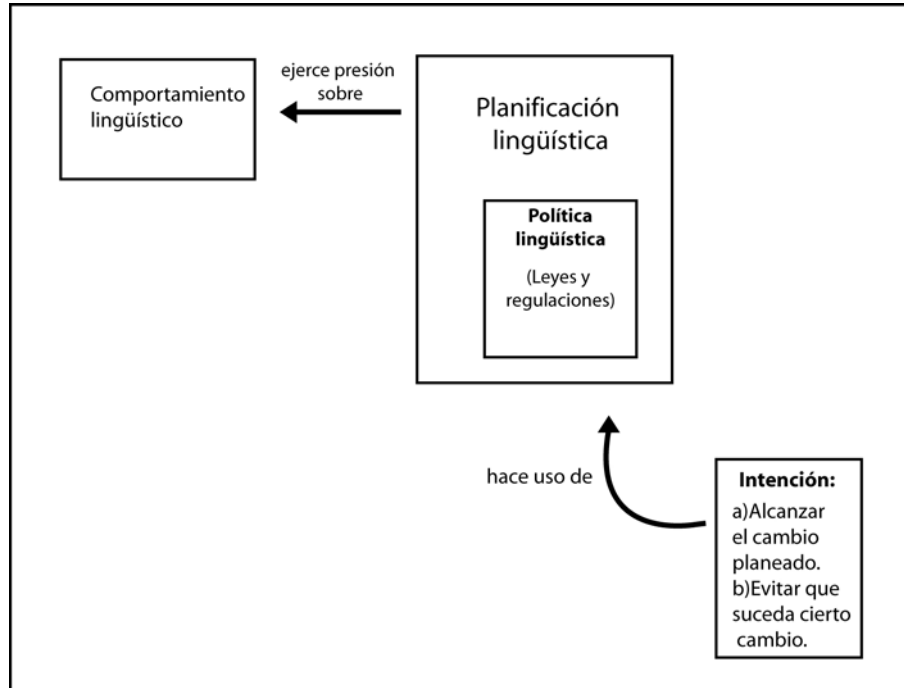 Comportamiento
lingüístico
ejerce presión
sobre
Planificación
lingüística
Política
lingüística
(Leyes y
regulaciones)
hace uso de
Intención:
a)Alcanzar
el cambio
planeado.
b)Evitar que
suceda cierto
cambio.